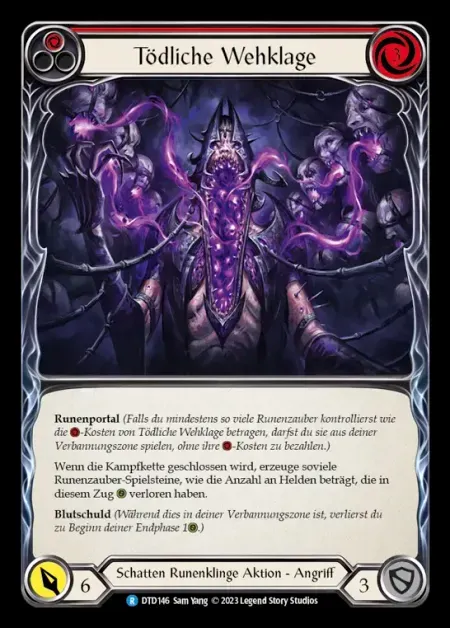 Tödliche Wehklage
3
Runenportal (Falls du mindestens so viele Runenzauber kontrollierst wie
die -Kosten von Tödliche Wehklage betragen, darfst du sie aus deiner
Verbannungszone spielen, ohne ihre -Kosten zu bezahlen.)
Wenn die Kampfkette geschlossen wird, erzeuge soviele
Runenzauber-Spielsteine, wie die Anzahl an Helden beträgt, die in
diesem Zug verloren haben.
Blutschuld (Während dies in deiner Verbannungszone ist, verlierst du
zu Beginn deiner Endphase 1.)
6
Schatten Runenklinge Aktion - Angriff
3
R DTD146 Sam Yang © 2023 Legend Story Studios